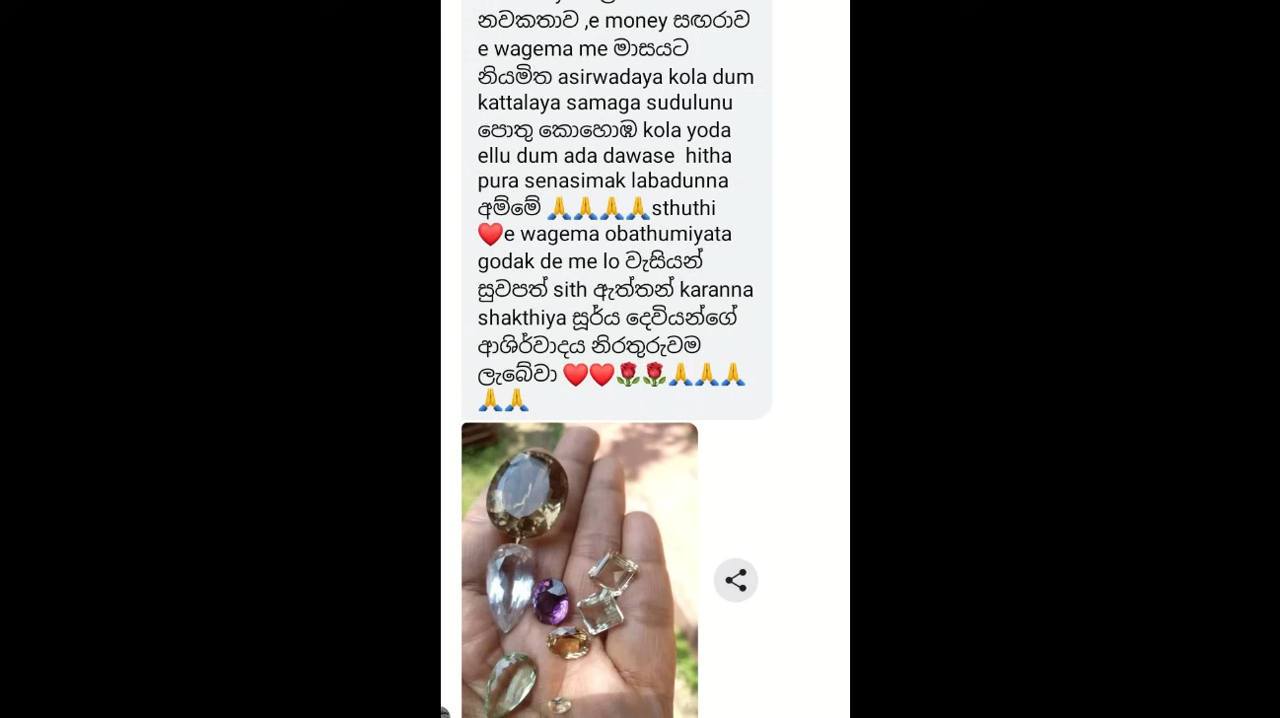 නවකතාව ,e money සඟරාව
e wagema me මාසයට
නියමිත asirwadaya kola dum
kattalaya samaga sudulunu
පොතු කොහොඹ kola yoda
ellu dum ada dawase hitha
pura senasimak labadunna
අම්මේ 🙏🙏🙏🙏sthuthi
❤️e wagema obathumiyata
godak de me lo වැසියන්
සුවපත් sith ඇත්තන් karanna
shakthiya සූර්ය දෙවියන්ගේ
ආශිර්වාදය නිරතුරුවම
ලැබේවා ❤️❤️🌹🌹🙏🙏🙏
🙏🙏